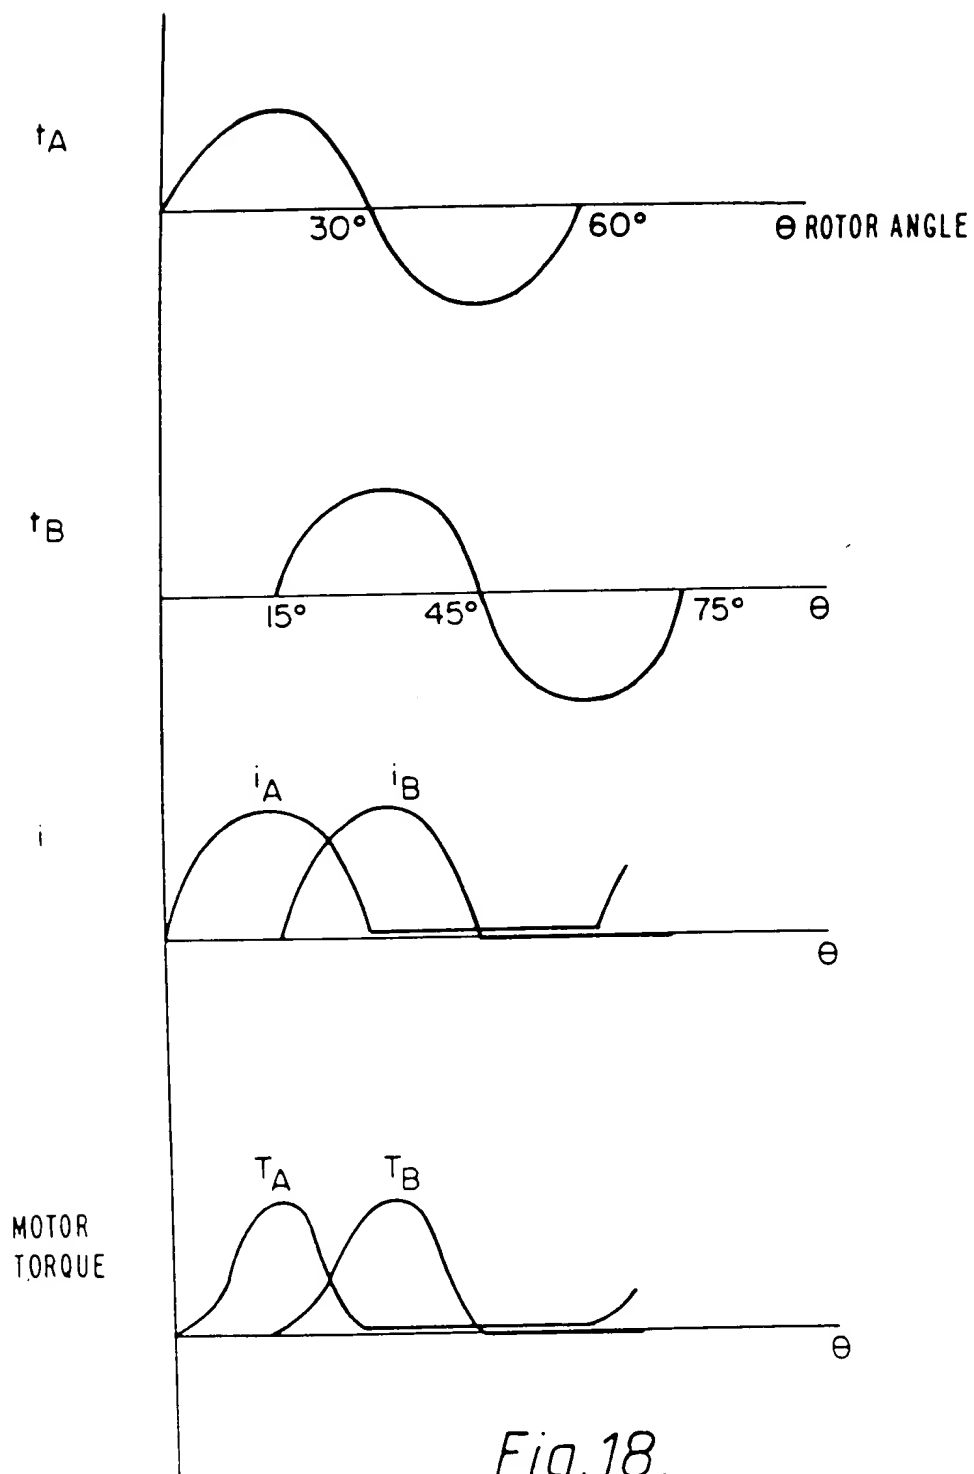 tA
30° 60° θ ROTOR ANGLE
tB
15° 45° 75° θ
iA iB
i
θ
TA TB
MOTOR
TORQUE
θ
Fig. 18.